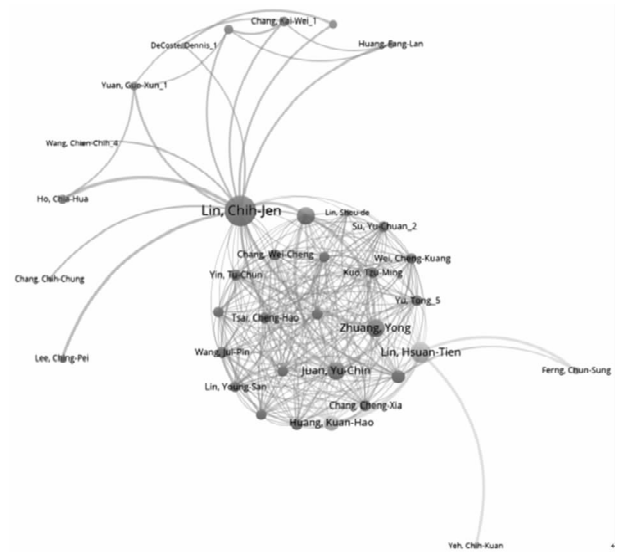 Chang, Kai-Wei_1
DeCoste, Dennis_1
Huang, Fang-Lan
Yuan, Guo-Xun_1
Wang, Chien-Chih_4
Ho, Chia-Hua
Lin, Chih-Jen
Lin, Shou-de
Su, Yu-Chuan_2
Chang, Wei-Cheng
Wei, Cheng-Kuang
Yin, Tu-Chun
Kuo, Tzu-Ming
Chang, Chih-Chung
Yu, Tong_5
Tsai, Cheng-Hao
Zhuang, Yong
Wang, Jui-Pin
Lin, Hsuan-Tien
Lee, Ching-Pei
Juan, Yu-Chin
Ferng, Chun-Sung
Lin, Young-San
Chang, Cheng-Xia
Huang, Kuan-Hao
Yeh, Chih-Kuan